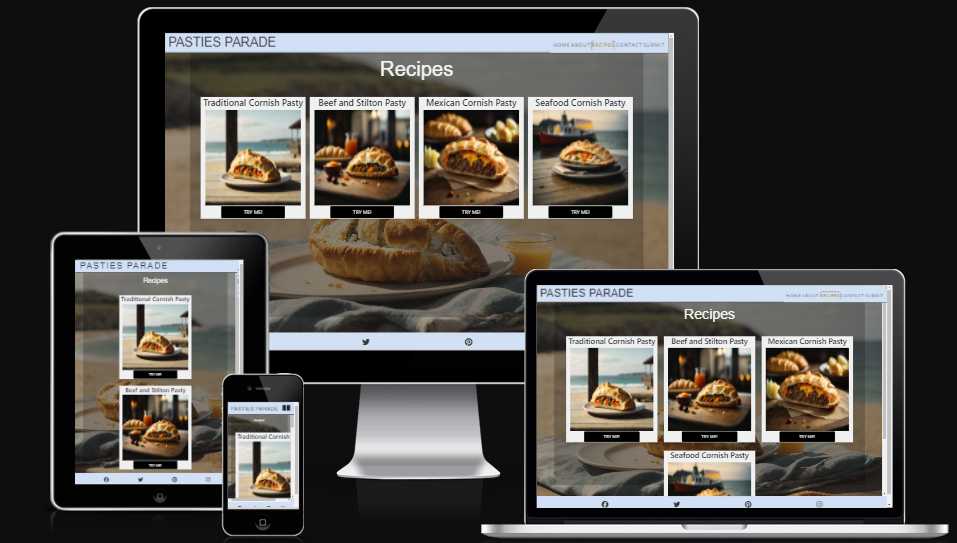 PASTIES PARADE
HOME ABOUT RECIPES CONTACT SUBMIT
Recipes
Traditional Cornish Pasty Beef and Stilton Pasty Mexican Cornish Pasty Seafood Cornish Pasty
TRY ME! TRY ME! TRY ME! TRY ME!
PASTIES PARADE
Recipes
Traditional Cornish Pasty
TRY ME!
Beef and Stilton Pasty
TRY ME!
PASTIES PARADE
Recipes
Traditional Cornish
PASTIES PARADE
HOME ABOUT RECIPES CONTACT SUBMIT
Recipes
Traditional Cornish Pasty Beef and Stilton Pasty Mexican Cornish Pasty
TRY ME! TRY ME! TRY ME!
Seafood Cornish Pasty